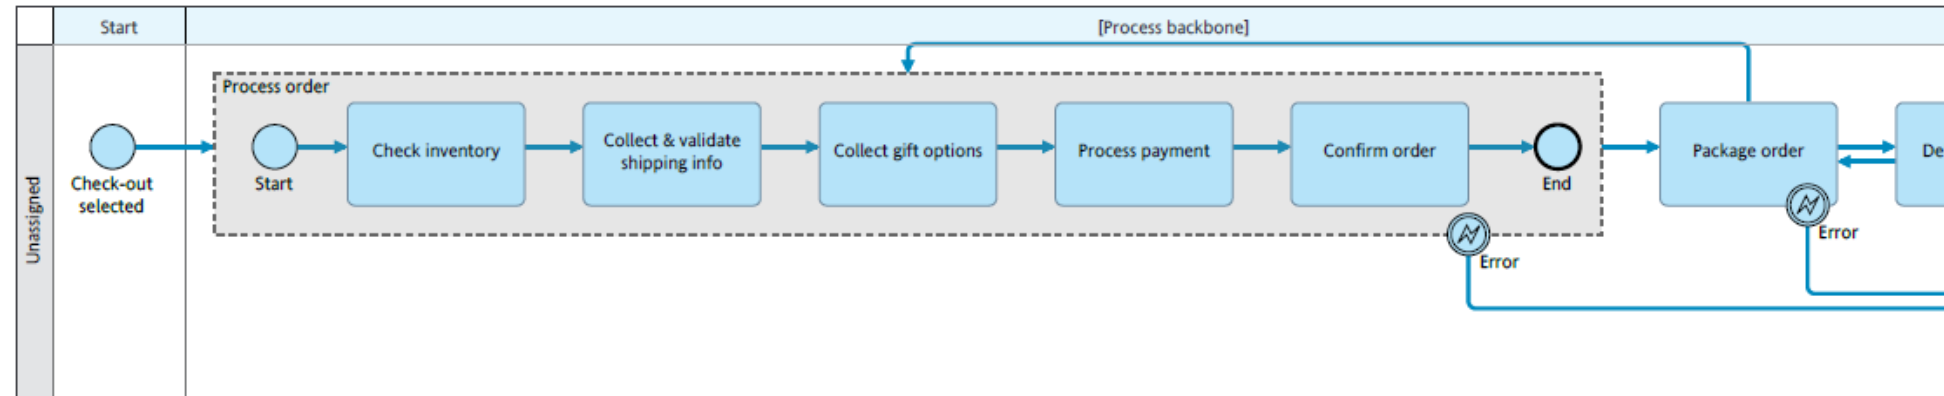 Start
[Process backbone]
Unassigned
Process order
Check-out
selected
Start
Check inventory
Collect & validate
shipping info
Collect gift options
Process payment
Confirm order
End
Error
Package order
Error
De